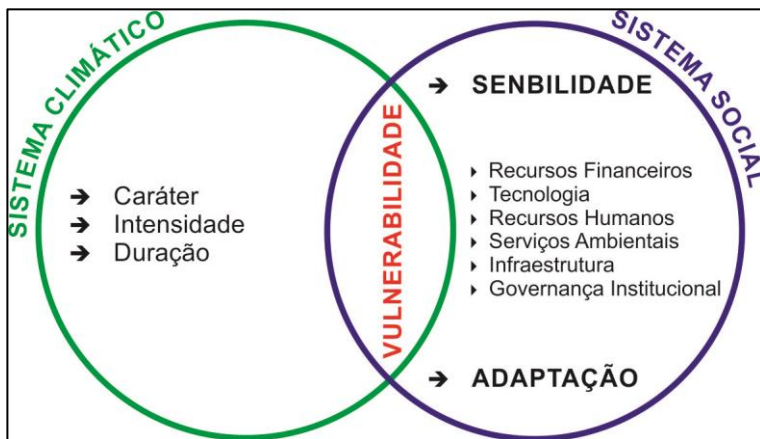 SISTEMA CLIMÁTICO
➔ Caráter
➔ Intensidade
➔ Duração
VULNERABILIDADE
SISTEMA SOCIAL
➔ SENBILIDADE
Recursos Financeiros
Tecnologia
Recursos Humanos
Serviços Ambientais
Infraestrutura
Governança Institucional
➔ ADAPTAÇÃO